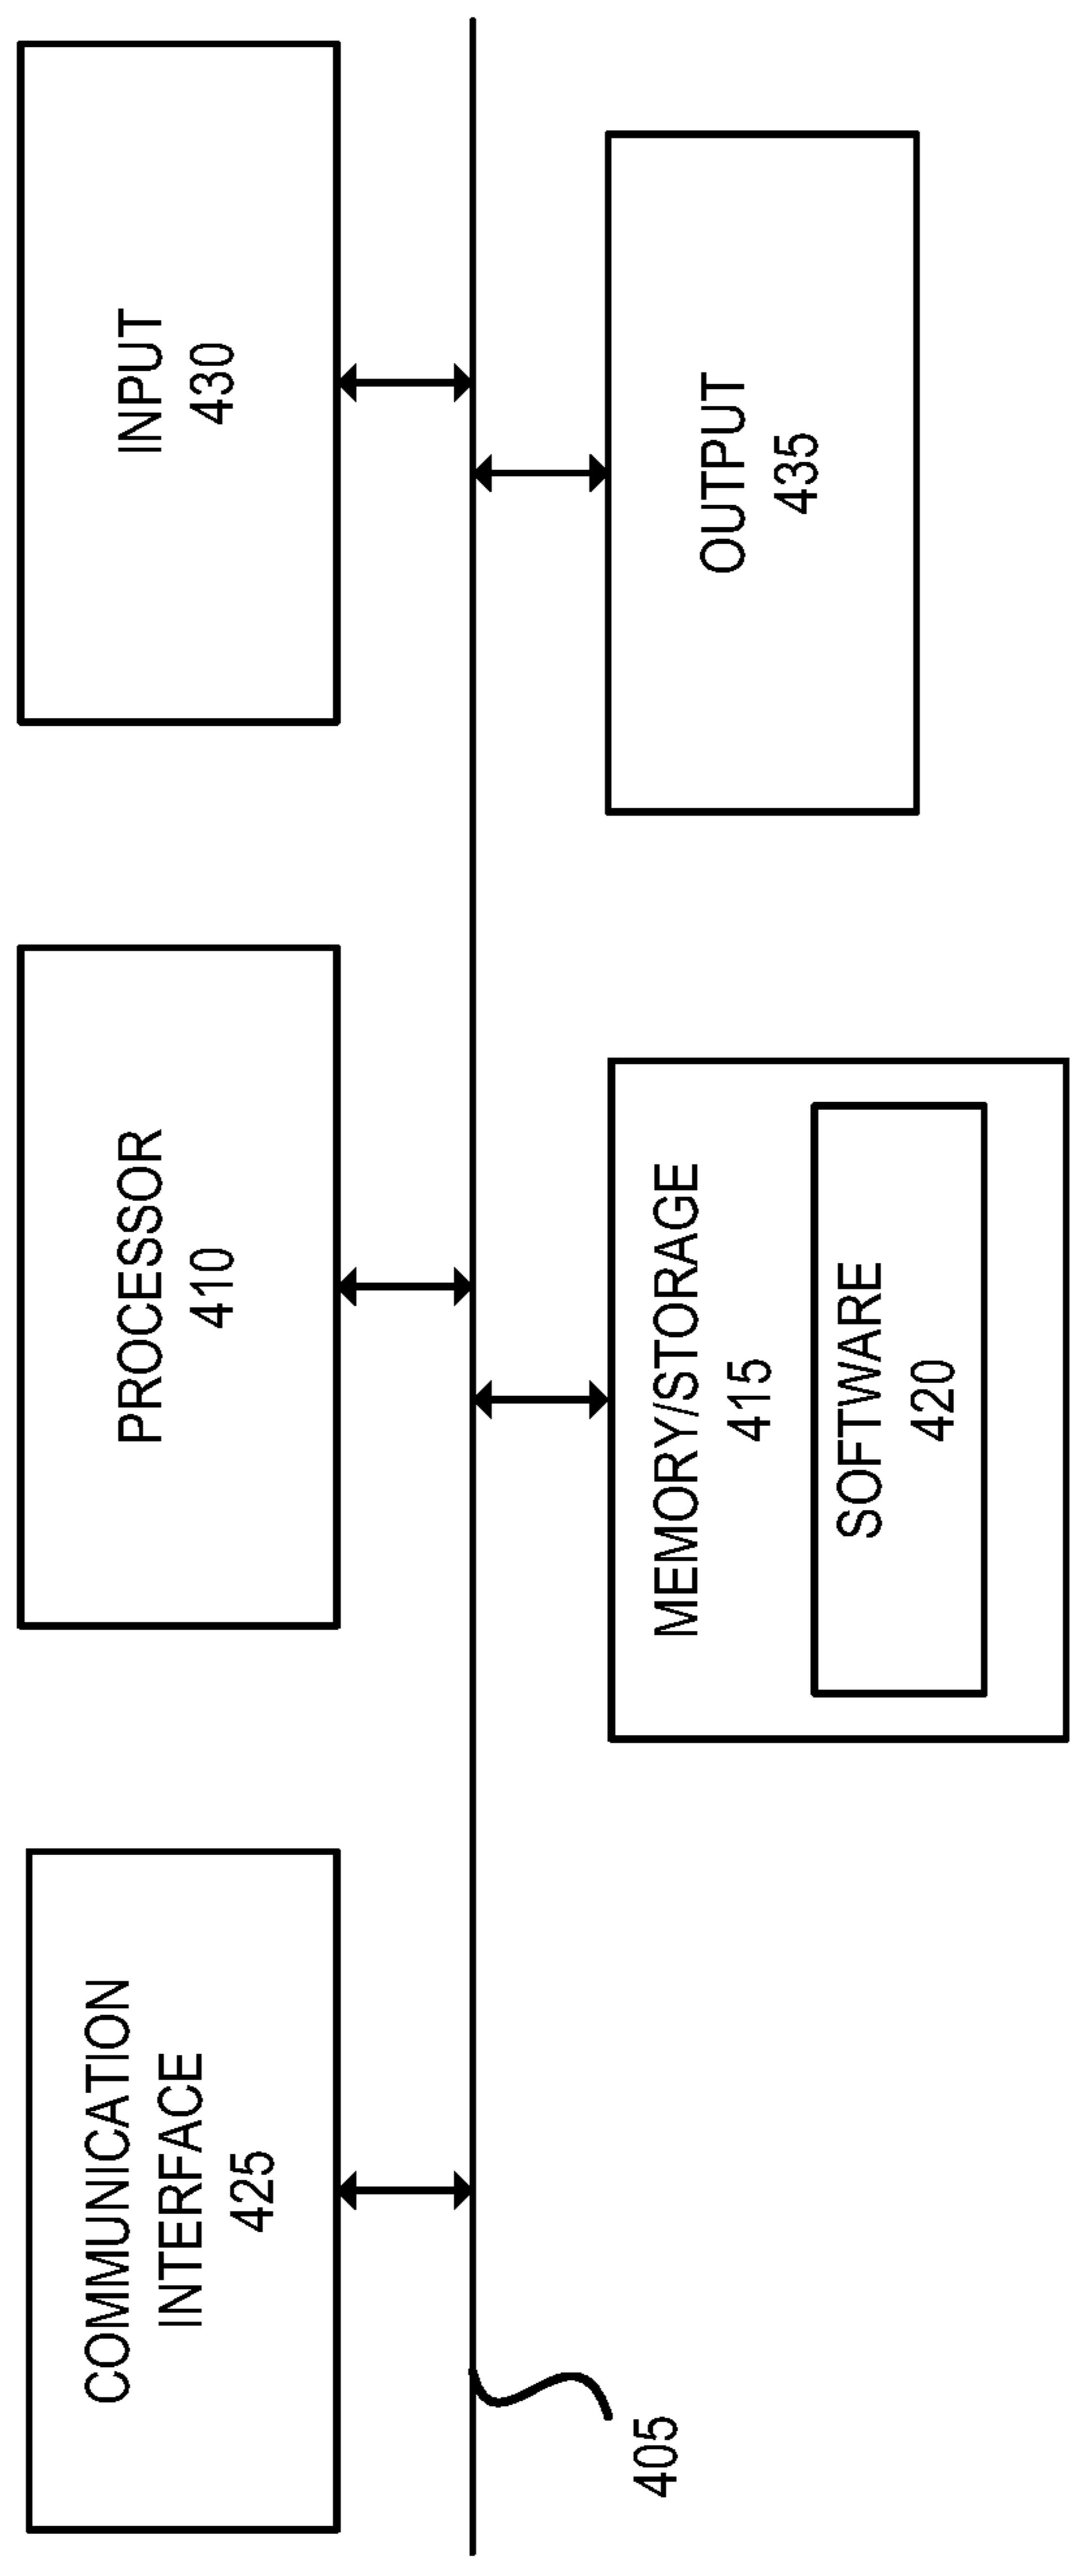 COMMUNICATION
INTERFACE
425
PROCESSOR
410
INPUT
430
405
MEMORY/STORAGE
415
SOFTWARE
420
OUTPUT
435